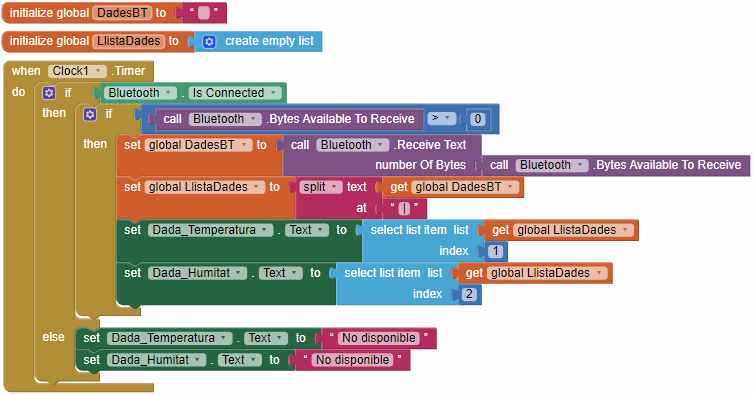 initialize global DadesBT to “ ”
initialize global LlistaDades to create empty list
when Clock1 .Timer
do if Bluetooth . Is Connected
then if call Bluetooth .Bytes Available To Receive > 0
then set global DadesBT to call Bluetooth .Receive Text
number Of Bytes call Bluetooth .Bytes Available To Receive
set global LlistaDades to split text get global DadesBT
at “ | ”
set Dada_Temperatura . Text to select list item list get global LlistaDades
index 1
set Dada_Humitat . Text to select list item list get global LlistaDades
index 2
else set Dada_Temperatura . Text to “ No disponible ”
set Dada_Humitat . Text to “ No disponible ”